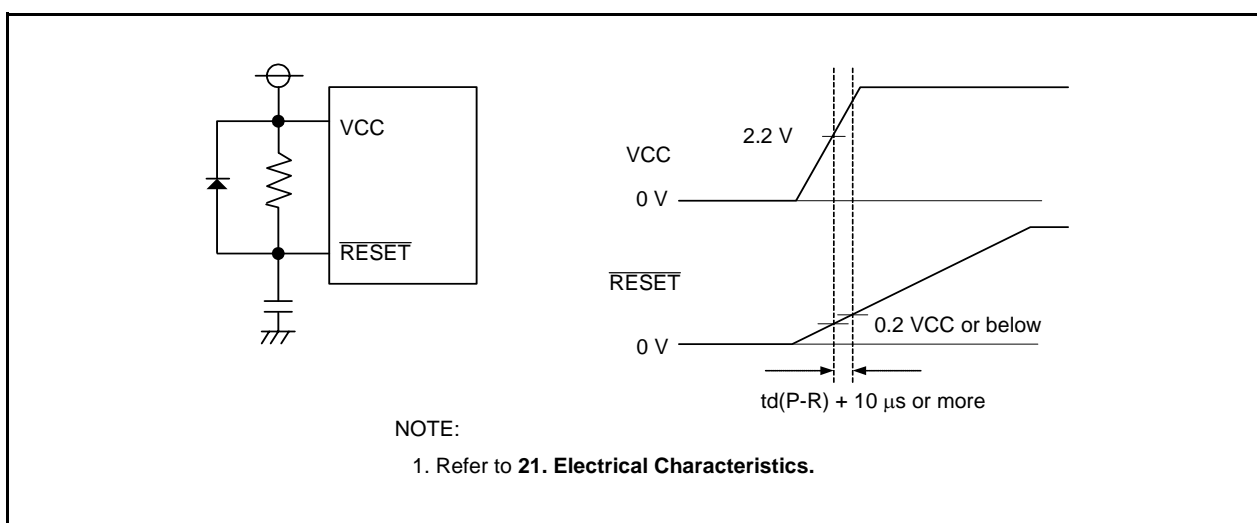 VCC
RESET
2.2 V
VCC
0 V
RESET
0.2 VCC or below
0 V
td(P-R) + 10 μs or more
NOTE:
1. Refer to 21. Electrical Characteristics.